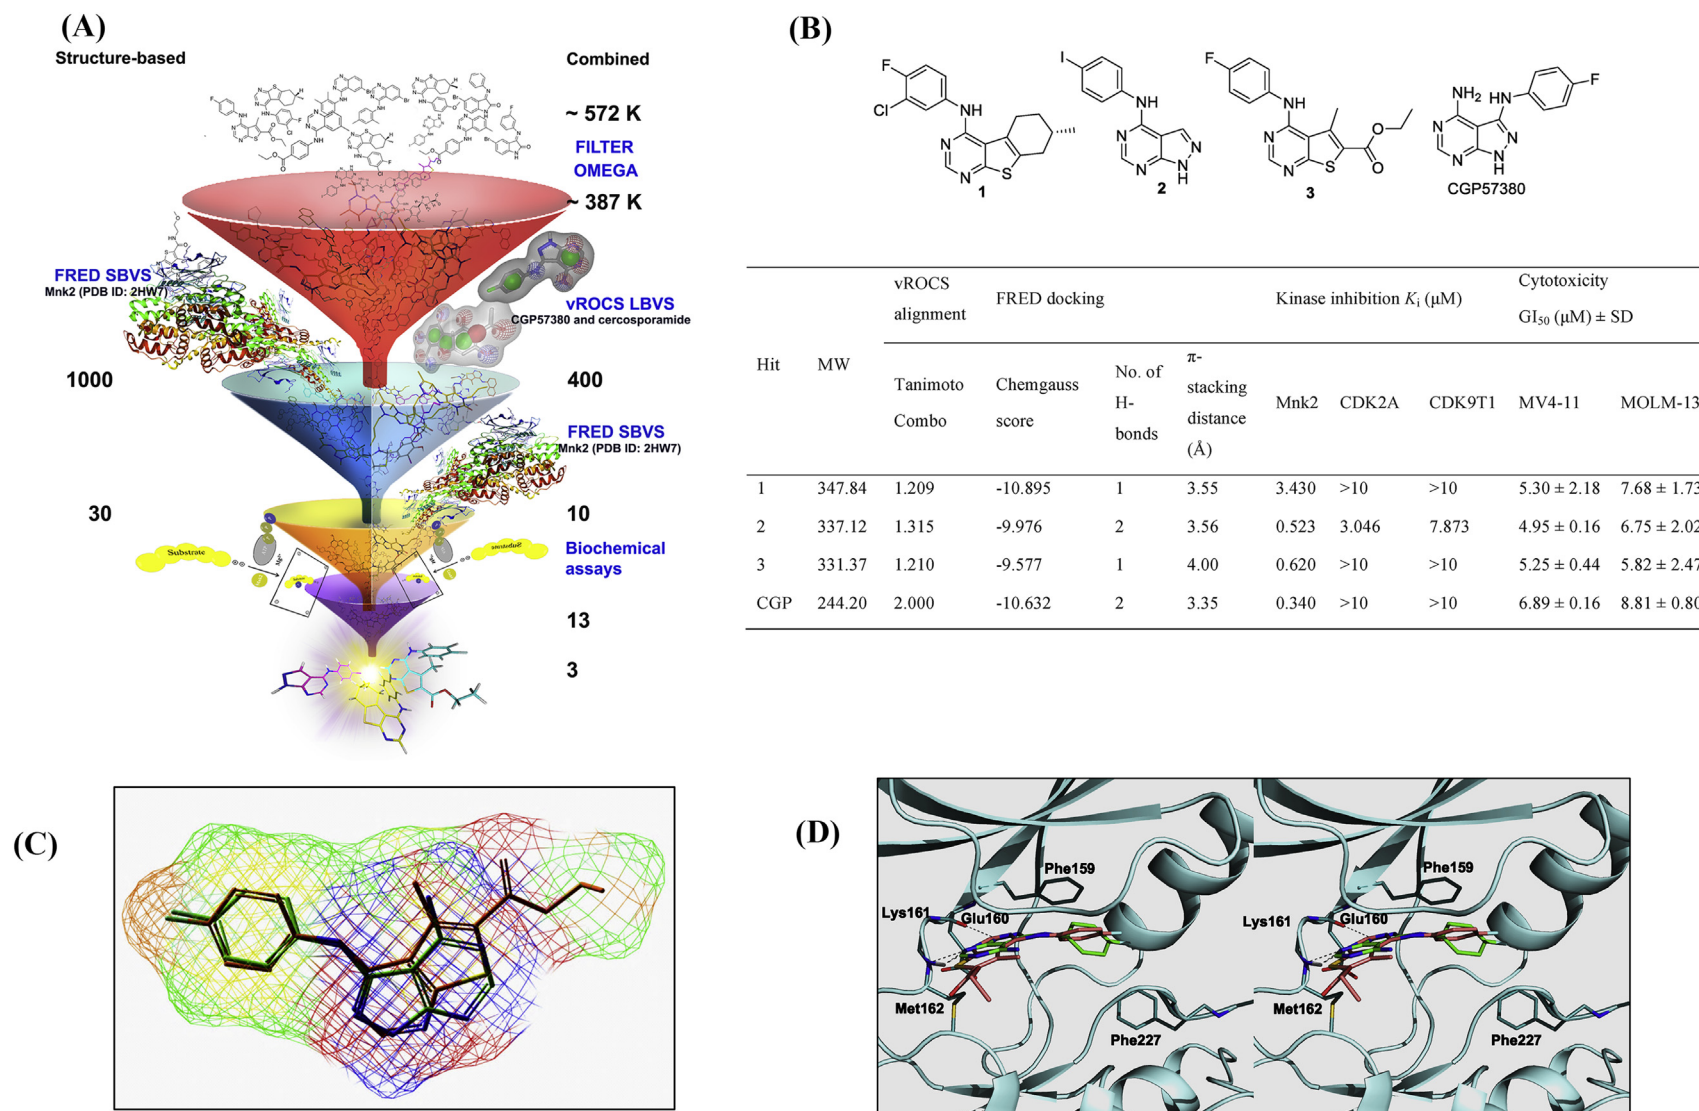 (A)
Structure-based
Combined
~ 572 K
FILTER
OMEGA
~ 387 K
FRED SBVS
Mnk2 (PDB ID: 2HW7)
vROCS LBVS
CGP57380 and cercosporamide
1000
400
FRED SBVS
Mnk2 (PDB ID: 2HW7)
30
10
Substrate
Substrate
Biochemical
assays
13
3
(B)
F
Cl
NH
N
N
S
1
I
NH
N
N
N
N
H
2
F
NH
N
N
S
O
O
3
NH2
HN
F
N
N
N
N
H
CGP57380
Hit
MW
vROCS
alignment
FRED docking
Kinase inhibition Ki (μM)
Cytotoxicity
GI50 (μM) ± SD
Tanimoto
Combo
Chemgauss
score
No. of
H-
bonds
π-
stacking
distance
(Å)
Mnk2 CDK2A CDK9T1 MV4-11 MOLM-13
1 347.84 1.209 -10.895 1 3.55 3.430 >10 >10 5.30 ± 2.18 7.68 ± 1.73
2 337.12 1.315 -9.976 2 3.56 0.523 3.046 7.873 4.95 ± 0.16 6.75 ± 2.02
3 331.37 1.210 -9.577 1 4.00 0.620 >10 >10 5.25 ± 0.44 5.82 ± 2.47
CGP 244.20 2.000 -10.632 2 3.35 0.340 >10 >10 6.89 ± 0.16 8.81 ± 0.80
(C)
(D)
Phe159
Lys161
Glu160
Met162
Phe227
Phe159
Lys161
Glu160
Met162
Phe227